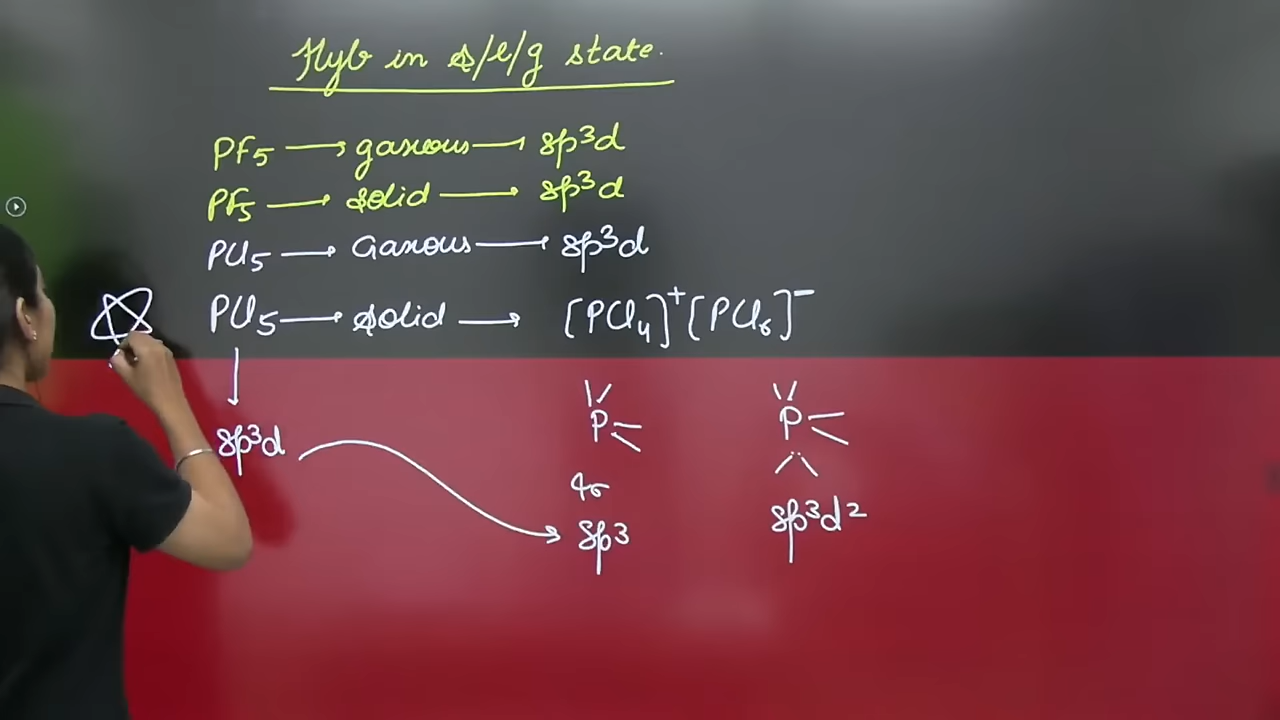 Hyb in s/l/g state.
PF5 → gaseous → sp³d
PF5 → solid → sp³d
PCl5 → Gaseous → sp³d
PCl5 → solid → [PCl4]⁺[PCl6]⁻
P P
sp³d
4σ
sp³ sp³d²